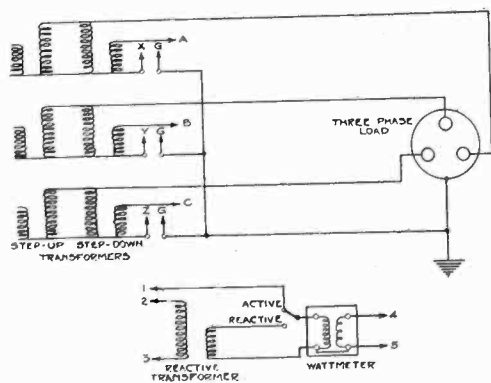 A
X G
B
Y G
THREE PHASE
LOAD
C
Z G
STEP-UP STEP-DOWN
TRANSFORMERS
1
2
ACTIVE
REACTIVE
4
3
5
REACTIVE
TRANSFORMER
WATTMETER